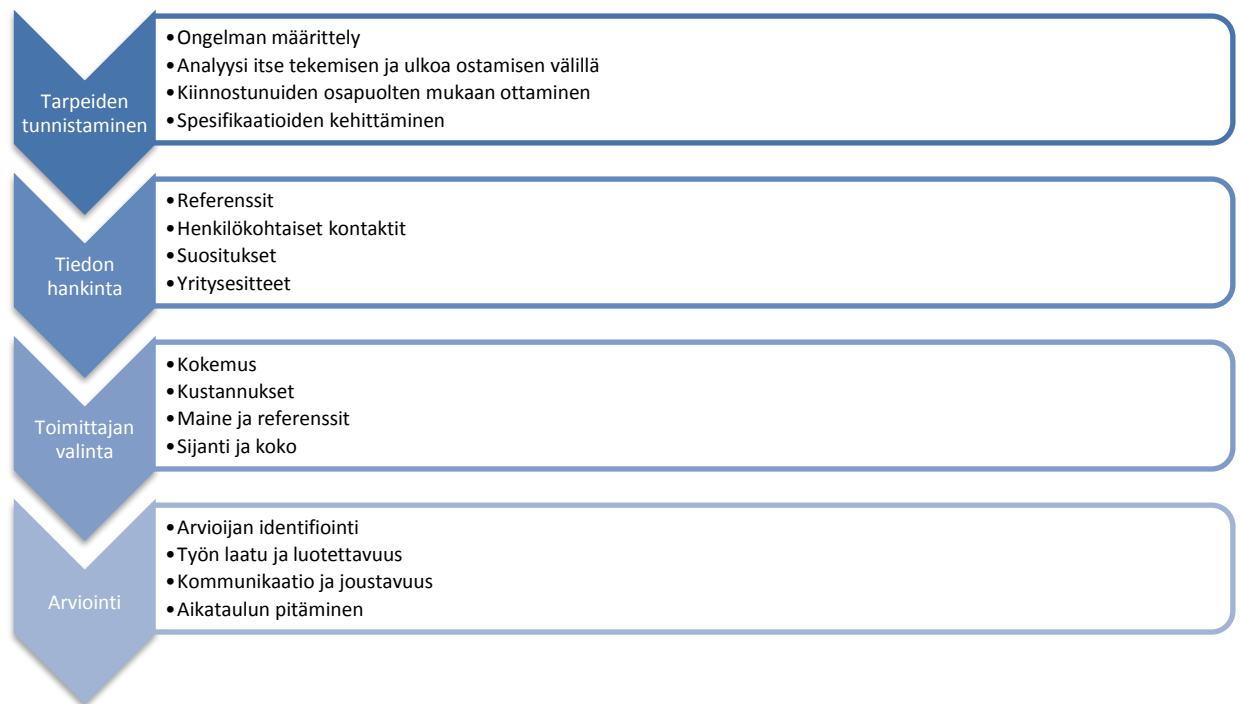 Tarpeiden
tunnistaminen
•Ongelman määrittely
•Analyysi itse tekemisen ja ulkoa ostamisen välillä
•Kiinnostunuiden osapuolten mukaan ottaminen
•Spesifikaatioiden kehittäminen
Tiedon
hankinta
•Referenssit
•Henkilökohtaiset kontaktit
•Suositukset
•Yritysesitteet
Toimittajan
valinta
•Kokemus
•Kustannukset
•Maine ja referenssit
•Sijanti ja koko
Arviointi
•Arvioijan identifiointi
•Työn laatu ja luotettavuus
•Kommunikaatio ja joustavuus
•Aikataulun pitäminen